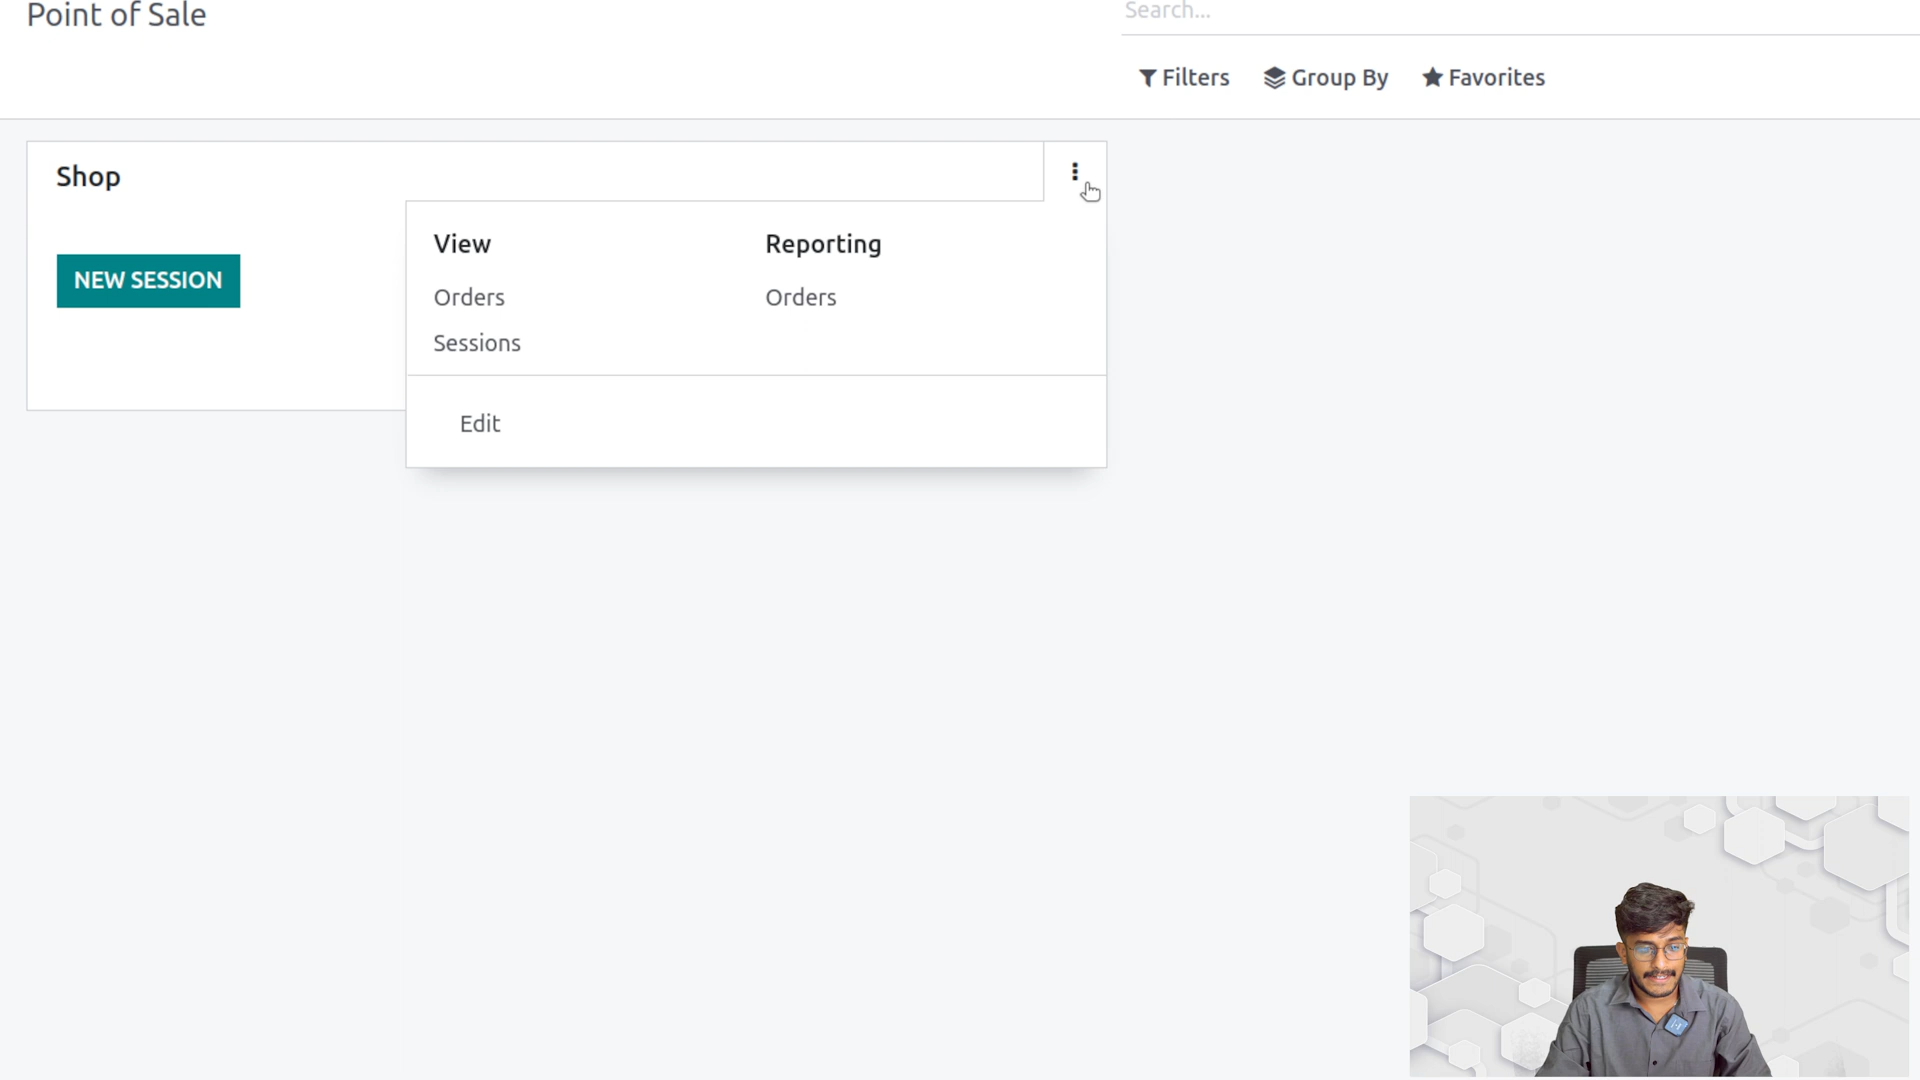 Point of Sale
Search...
Filters Group By Favorites
Shop
NEW SESSION
View
Orders
Sessions
Reporting
Orders
Edit